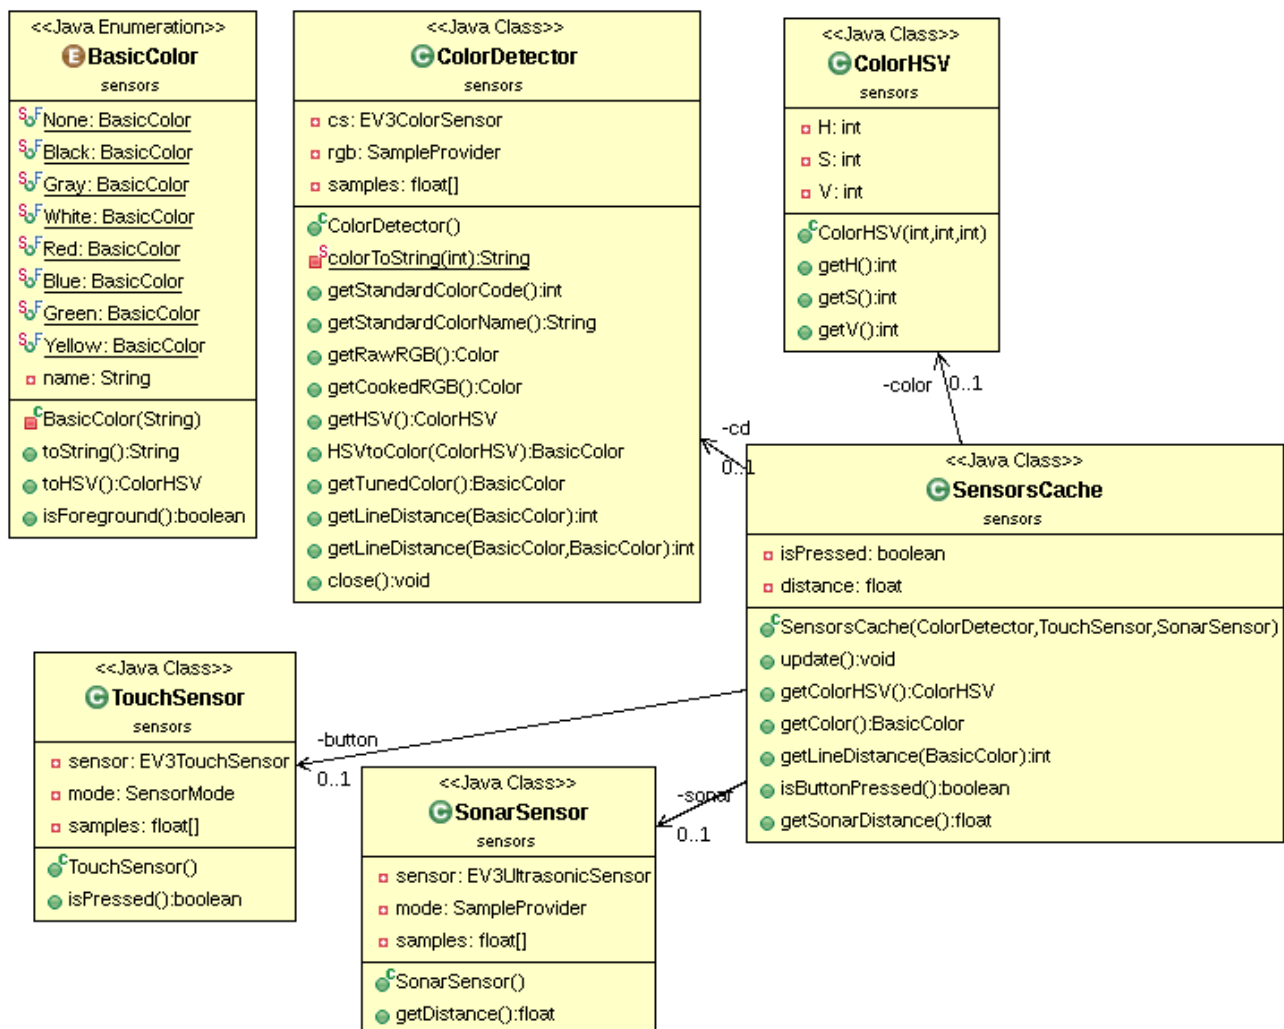 <<Java Enumeration>>
E BasicColor
sensors
S F None: BasicColor
S F Black: BasicColor
S F Gray: BasicColor
S F White: BasicColor
S F Red: BasicColor
S F Blue: BasicColor
S F Green: BasicColor
S F Yellow: BasicColor
name: String
C BasicColor(String)
toString():String
toHSV():ColorHSV
isForeground():boolean
<<Java Class>>
C ColorDetector
sensors
cs: EV3ColorSensor
rgb: SampleProvider
samples: float[]
C ColorDetector()
S colorToString(int):String
getStandardColorCode():int
getStandardColorName():String
getRawRGB():Color
getCookedRGB():Color
getHSV():ColorHSV
HSVtoColor(ColorHSV):BasicColor
getTunedColor():BasicColor
getLineDistance(BasicColor):int
getLineDistance(BasicColor,BasicColor):int
close():void
<<Java Class>>
C ColorHSV
sensors
H: int
S: int
V: int
C ColorHSV(int,int,int)
getH():int
getS():int
getV():int
-color
0..1
-cd
0..1
<<Java Class>>
C SensorsCache
sensors
isPressed: boolean
distance: float
C SensorsCache(ColorDetector,TouchSensor,SonarSensor)
update():void
getColorHSV():ColorHSV
getColor():BasicColor
getLineDistance(BasicColor):int
isButtonPressed():boolean
getSonarDistance():float
<<Java Class>>
C TouchSensor
sensors
sensor: EV3TouchSensor
mode: SensorMode
samples: float[]
C TouchSensor()
isPressed():boolean
-button
0..1
<<Java Class>>
C SonarSensor
sensors
sensor: EV3UltrasonicSensor
mode: SampleProvider
samples: float[]
C SonarSensor()
getDistance():float
-sonar
0..1